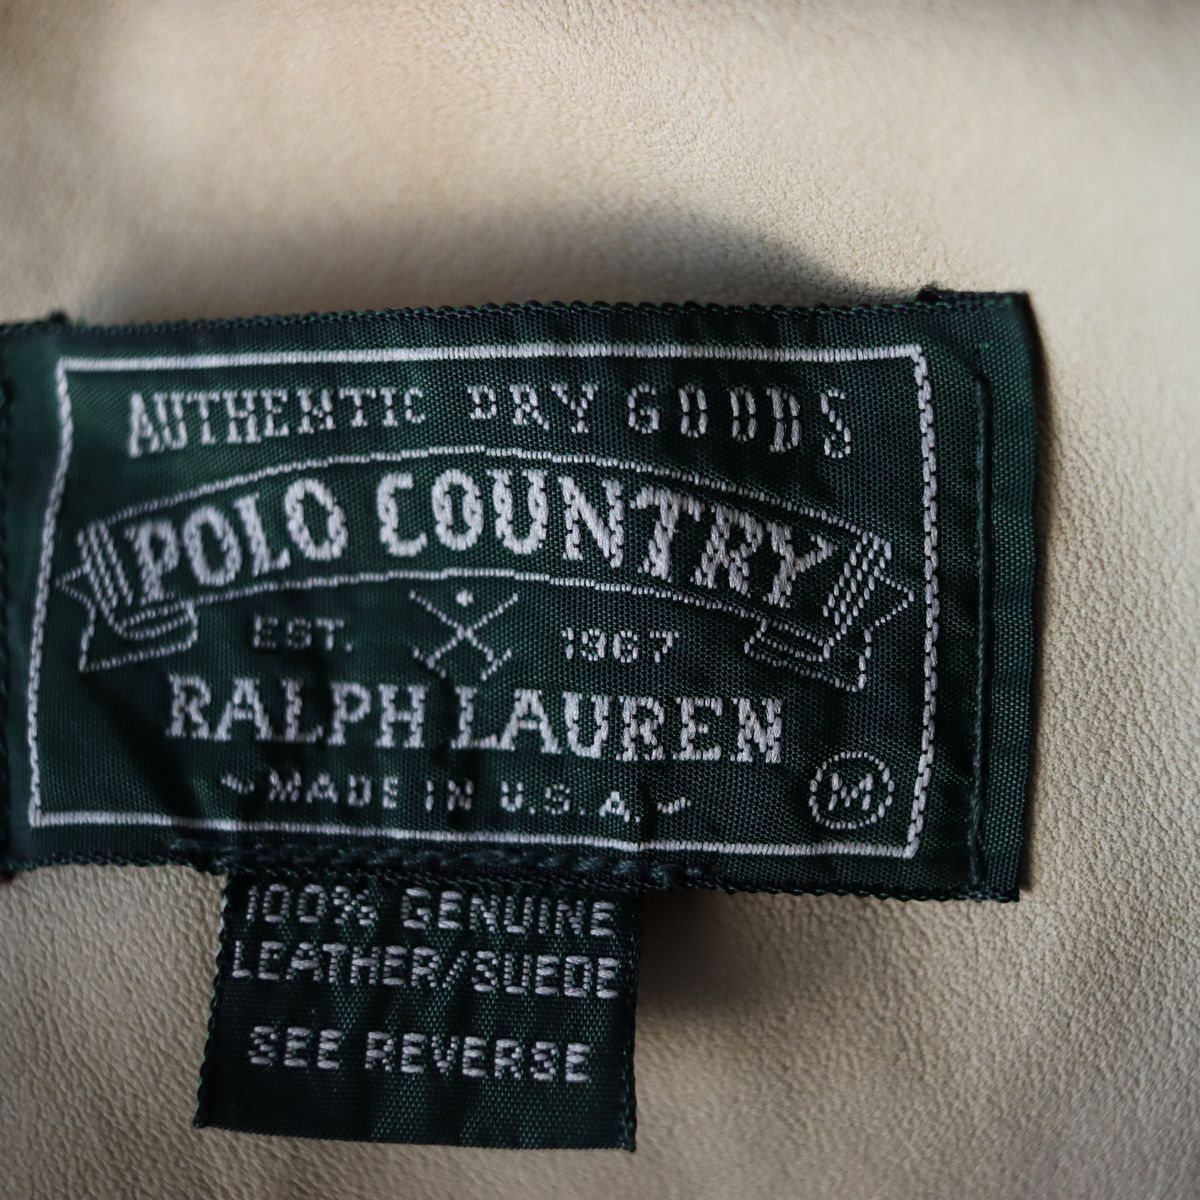 AUTHENTIC DRY GOODS
POLO COUNTRY
EST. 1967
RALPH LAUREN
~MADE IN U.S.A.~
M
100% GENUINE
LEATHER/SUEDE
SEE REVERSE